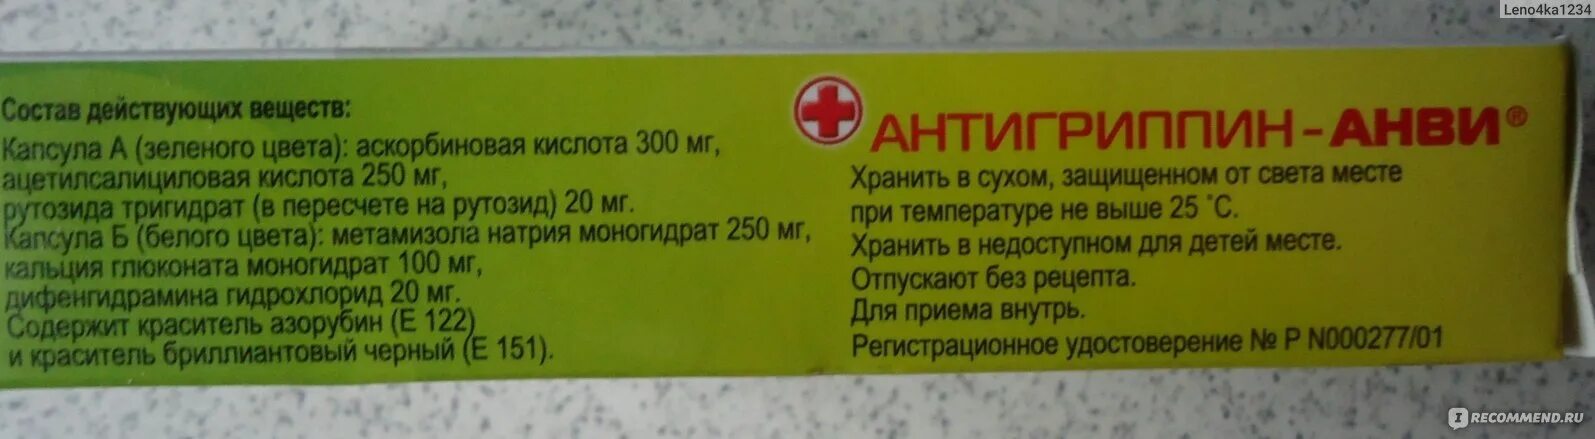 Leno4ka1234
Состав действующих веществ:
Капсула А (зеленого цвета): аскорбиновая кислота 300 мг,
ацетилсалициловая кислота 250 мг,
рутозида тригидрат (в пересчете на рутозид) 20 мг.
Капсула Б (белого цвета): метамизола натрия моногидрат 250 мг,
кальция глюконата моногидрат 100 мг,
дифенгидрамина гидрохлорид 20 мг.
Содержит краситель азорубин (Е 122)
и краситель бриллиантовый черный (Е 151).
АНТИГРИППИН-АНВИ®
Хранить в сухом, защищенном от света месте
при температуре не выше 25 °С.
Хранить в недоступном для детей месте.
Отпускают без рецепта.
Для приема внутрь.
Регистрационное удостоверение № Р N000277/01
I RECOMMEND.RU